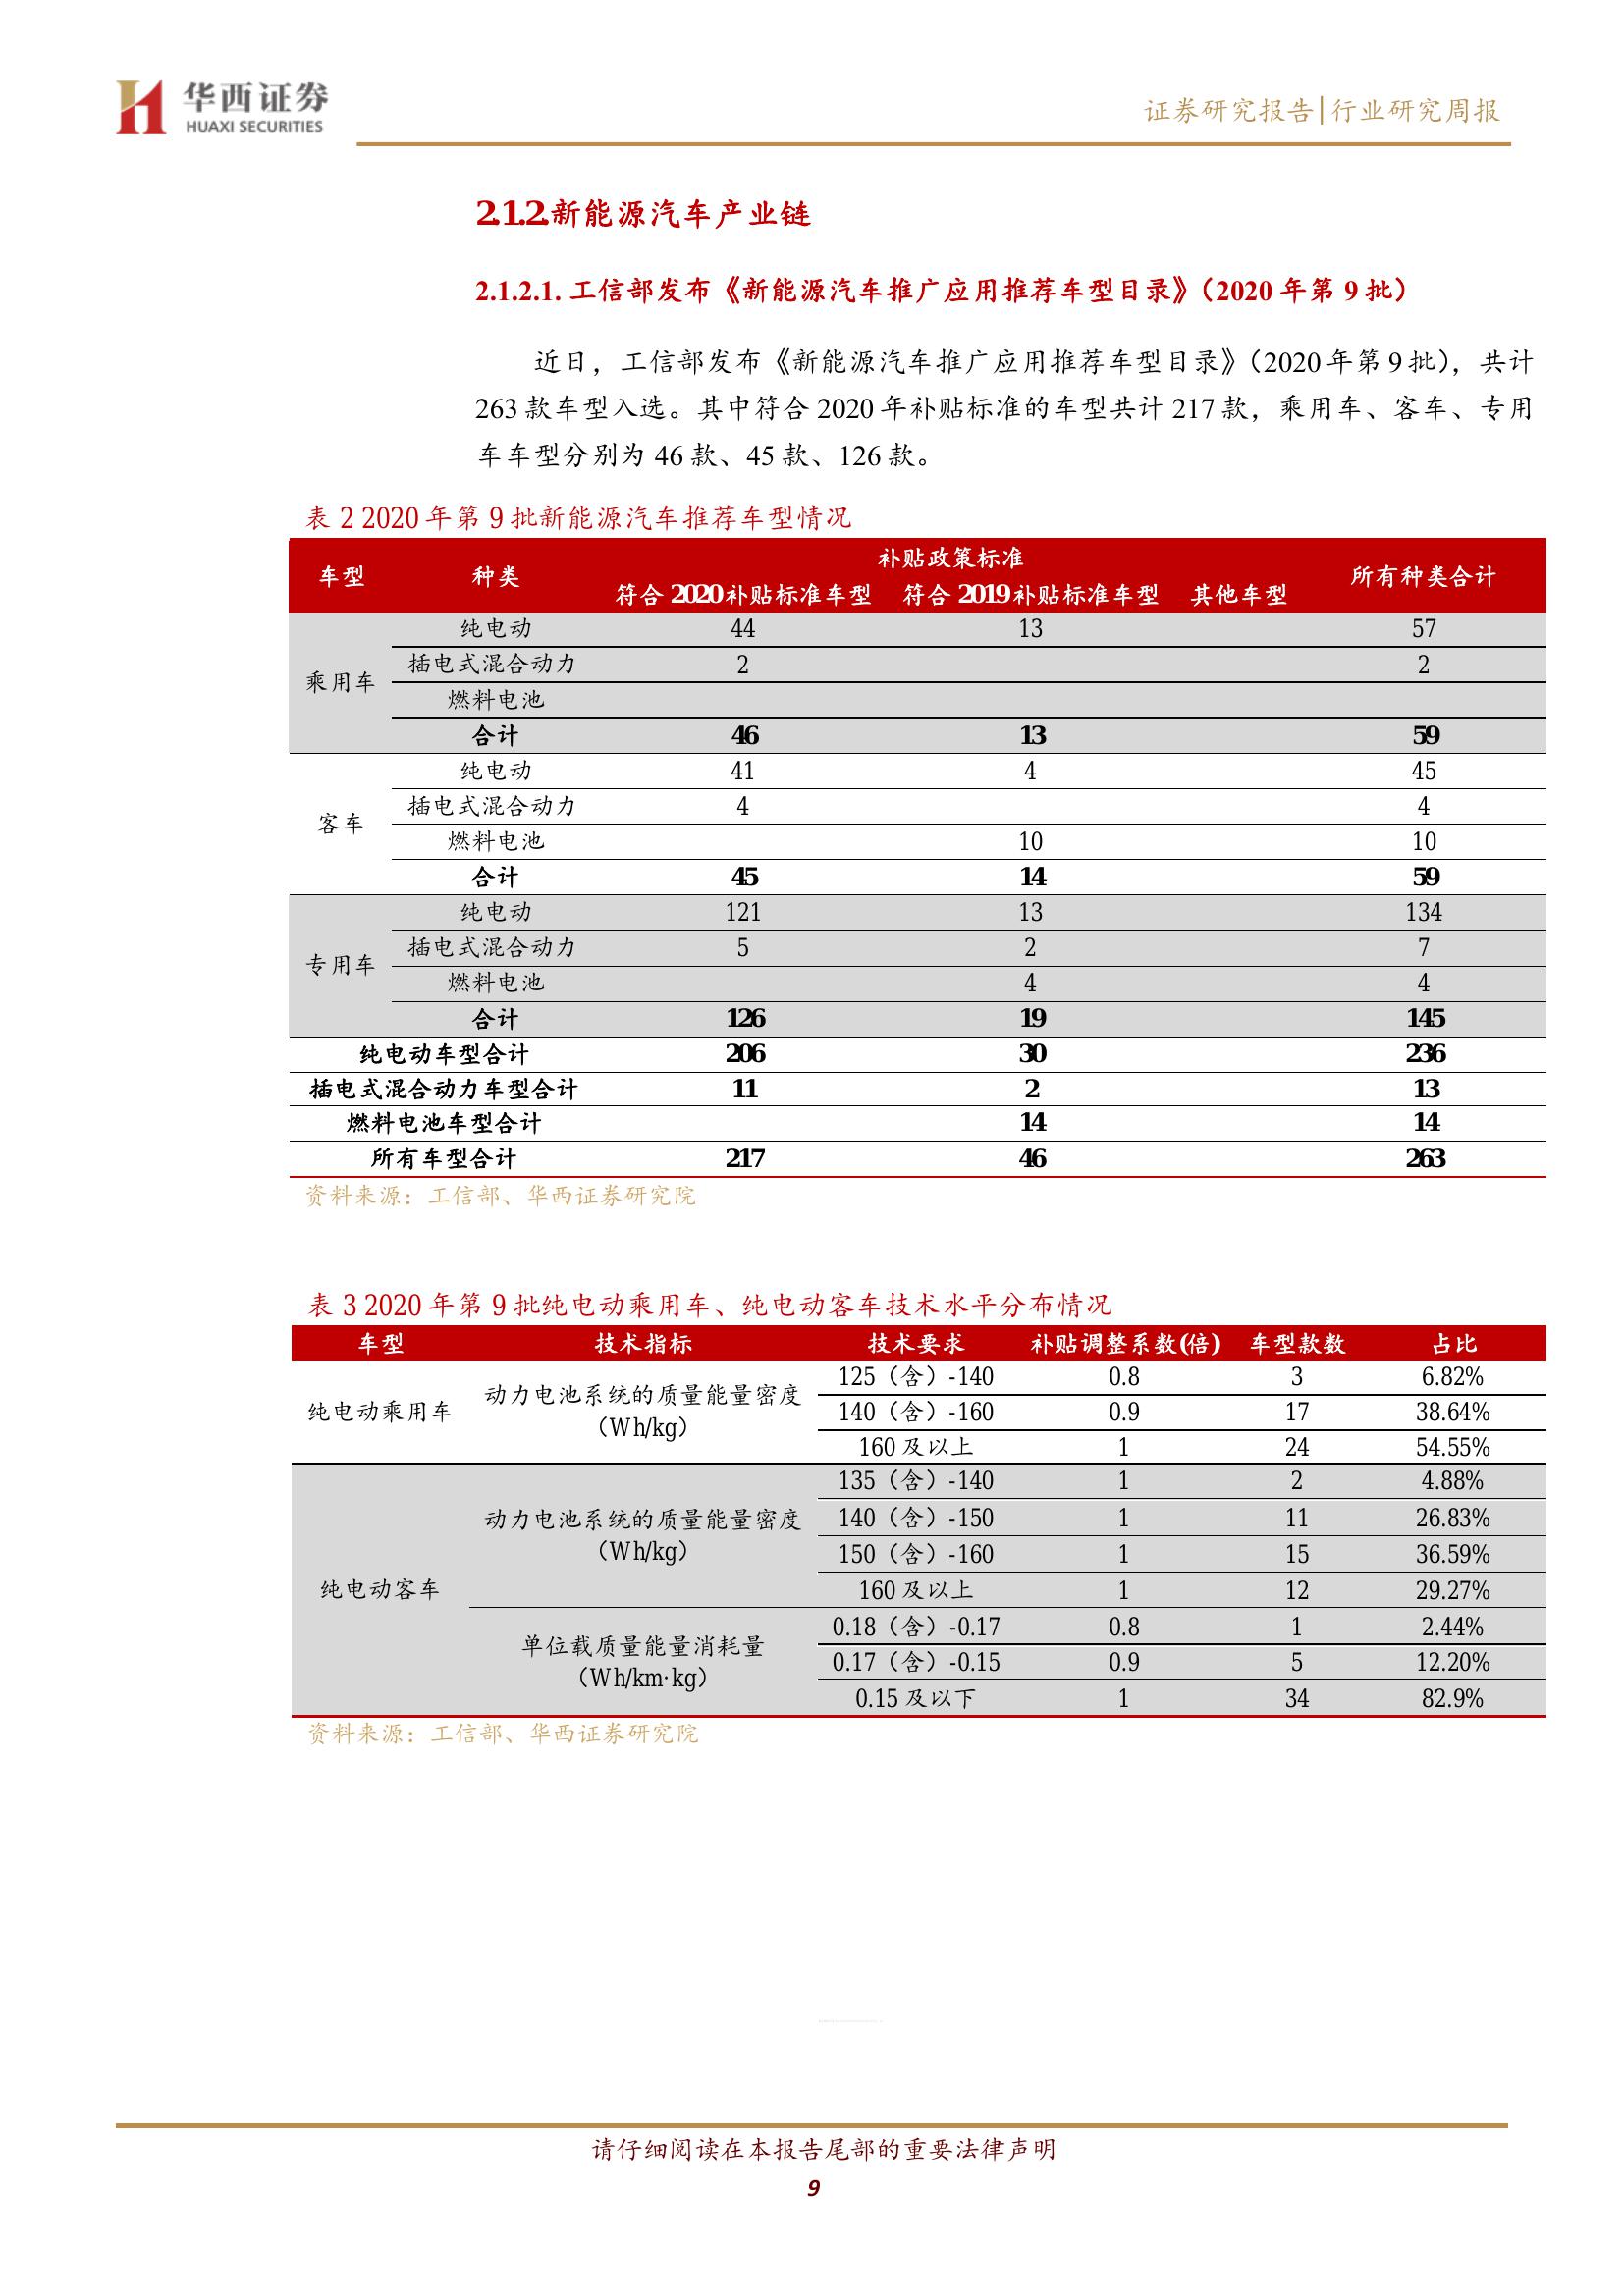 华西证券
HUAXI SECURITIES
证券研究报告|行业研究周报
2.1.2.新能源汽车产业链
2.1.2.1. 工信部发布《新能源汽车推广应用推荐车型目录》（2020 年第 9 批）
近日，工信部发布《新能源汽车推广应用推荐车型目录》（2020 年第 9 批），共计
263 款车型入选。其中符合 2020 年补贴标准的车型共计 217 款，乘用车、客车、专用
车车型分别为 46 款、45 款、126 款。
表 2 2020 年第 9 批新能源汽车推荐车型情况
车型 种类 补贴政策标准 所有种类合计
符合 2020 补贴标准车型 符合 2019 补贴标准车型 其他车型
乘用车 纯电动 44 13 57
插电式混合动力 2 2
燃料电池
合计 46 13 59
客车 纯电动 41 4 45
插电式混合动力 4 4
燃料电池 10 10
合计 45 14 59
专用车 纯电动 121 13 134
插电式混合动力 5 2 7
燃料电池 4 4
合计 126 19 145
纯电动车型合计 206 30 236
插电式混合动力车型合计 11 2 13
燃料电池车型合计 14 14
所有车型合计 217 46 263
资料来源：工信部、华西证券研究院
表 3 2020 年第 9 批纯电动乘用车、纯电动客车技术水平分布情况
车型 技术指标 技术要求 补贴调整系数(倍) 车型款数 占比
纯电动乘用车 动力电池系统的质量能量密度（Wh/kg） 125（含）-140 0.8 3 6.82%
140（含）-160 0.9 17 38.64%
160 及以上 1 24 54.55%
纯电动客车 动力电池系统的质量能量密度（Wh/kg） 135（含）-140 1 2 4.88%
140（含）-150 1 11 26.83%
150（含）-160 1 15 36.59%
160 及以上 1 12 29.27%
单位载质量能量消耗量（Wh/km·kg） 0.18（含）-0.17 0.8 1 2.44%
0.17（含）-0.15 0.9 5 12.20%
0.15 及以下 1 34 82.9%
资料来源：工信部、华西证券研究院
请仔细阅读在本报告尾部的重要法律声明
9